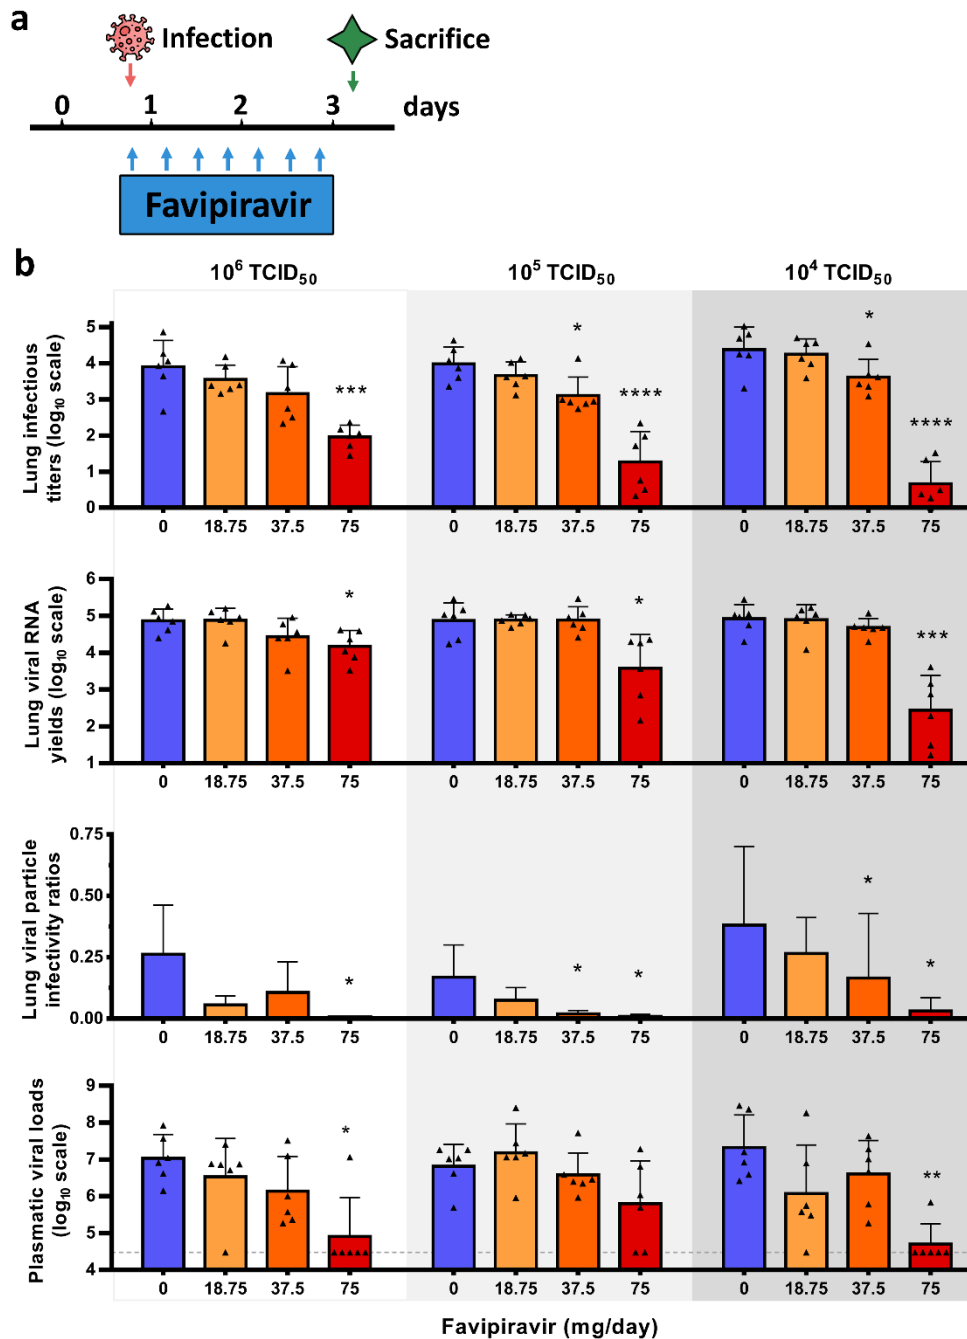 a
Infection
Sacrifice
0 1 2 3 days
Favipiravir
b
10⁶ TCID₅₀ 10⁵ TCID₅₀ 10⁴ TCID₅₀
Lung infectious
titers (log₁₀ scale)
5
4
3
2
1
0
*** * **** * ****
0 18.75 37.5 75 0 18.75 37.5 75 0 18.75 37.5 75
Lung viral RNA
yields (log₁₀ scale)
6
5
4
3
2
1
* * ***
0 18.75 37.5 75 0 18.75 37.5 75 0 18.75 37.5 75
Lung viral particle
infectivity ratios
0.75
0.50
0.25
0.00
* * * * *
0 18.75 37.5 75 0 18.75 37.5 75 0 18.75 37.5 75
Plasmatic viral loads
(log₁₀ scale)
9
8
7
6
5
4
* **
0 18.75 37.5 75 0 18.75 37.5 75 0 18.75 37.5 75
Favipiravir (mg/day)